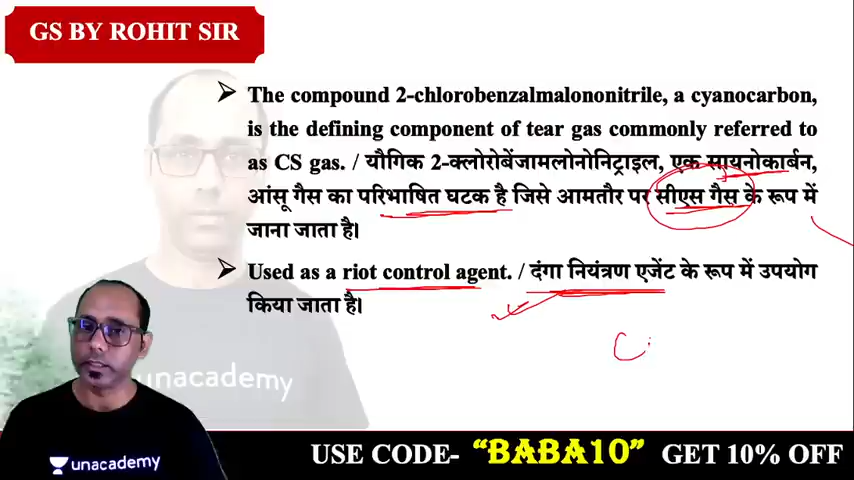 GS BY ROHIT SIR
The compound 2-chlorobenzalmalononitrile, a cyanocarbon,
is the defining component of tear gas commonly referred to
as CS gas. / यौगिक 2-क्लोरोबेंजामलोनोनिट्राइल, एक सायनोकार्बन,
आंसू गैस का परिभाषित घटक है जिसे आमतौर पर सीएस गैस के रूप में
जाना जाता है।
Used as a riot control agent. / दंगा नियंत्रण एजेंट के रूप में उपयोग
किया जाता है।
C
unacademy
unacademy
USE CODE- “BABA10” GET 10% OFF